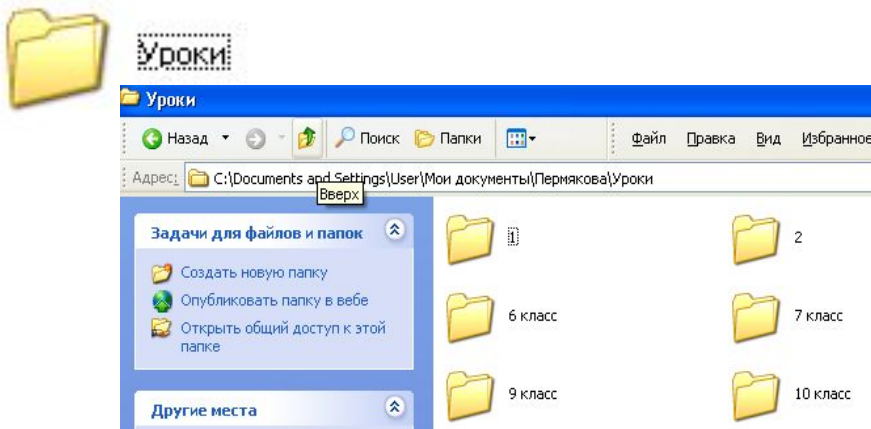 Уроки
Уроки
Назад Поиск Папки Файл Правка Вид Избранное
Адрес: C:\Documents and Settings\User\Мои документы\Пермякова\Уроки
Вверх
Задачи для файлов и папок
1 2
Создать новую папку
Опубликовать папку в вебе
Открыть общий доступ к этой
папке
6 класс 7 класс
Другие места
9 класс 10 класс